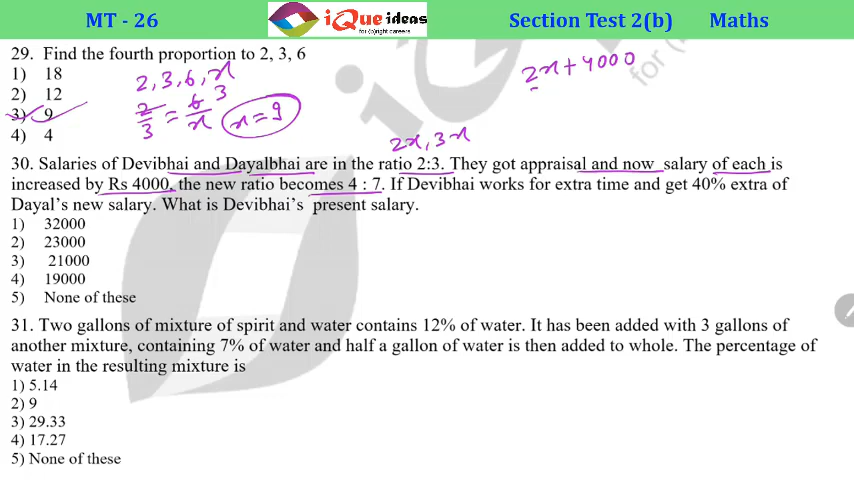 MT - 26
iQue ideas
for (b)right careers
Section Test 2(b) Maths
29. Find the fourth proportion to 2, 3, 6
1) 18
2) 12
3) 9
4) 4
2, 3, 6, x
2/3 = 6/x
3
x = 9
2x + 4000
for (
2x, 3x
30. Salaries of Devibhai and Dayalbhai are in the ratio 2:3. They got appraisal and now salary of each is
increased by Rs 4000, the new ratio becomes 4 : 7. If Devibhai works for extra time and get 40% extra of
Dayal's new salary. What is Devibhai's present salary.
1) 32000
2) 23000
3) 21000
4) 19000
5) None of these
31. Two gallons of mixture of spirit and water contains 12% of water. It has been added with 3 gallons of
another mixture, containing 7% of water and half a gallon of water is then added to whole. The percentage of
water in the resulting mixture is
1) 5.14
2) 9
3) 29.33
4) 17.27
5) None of these